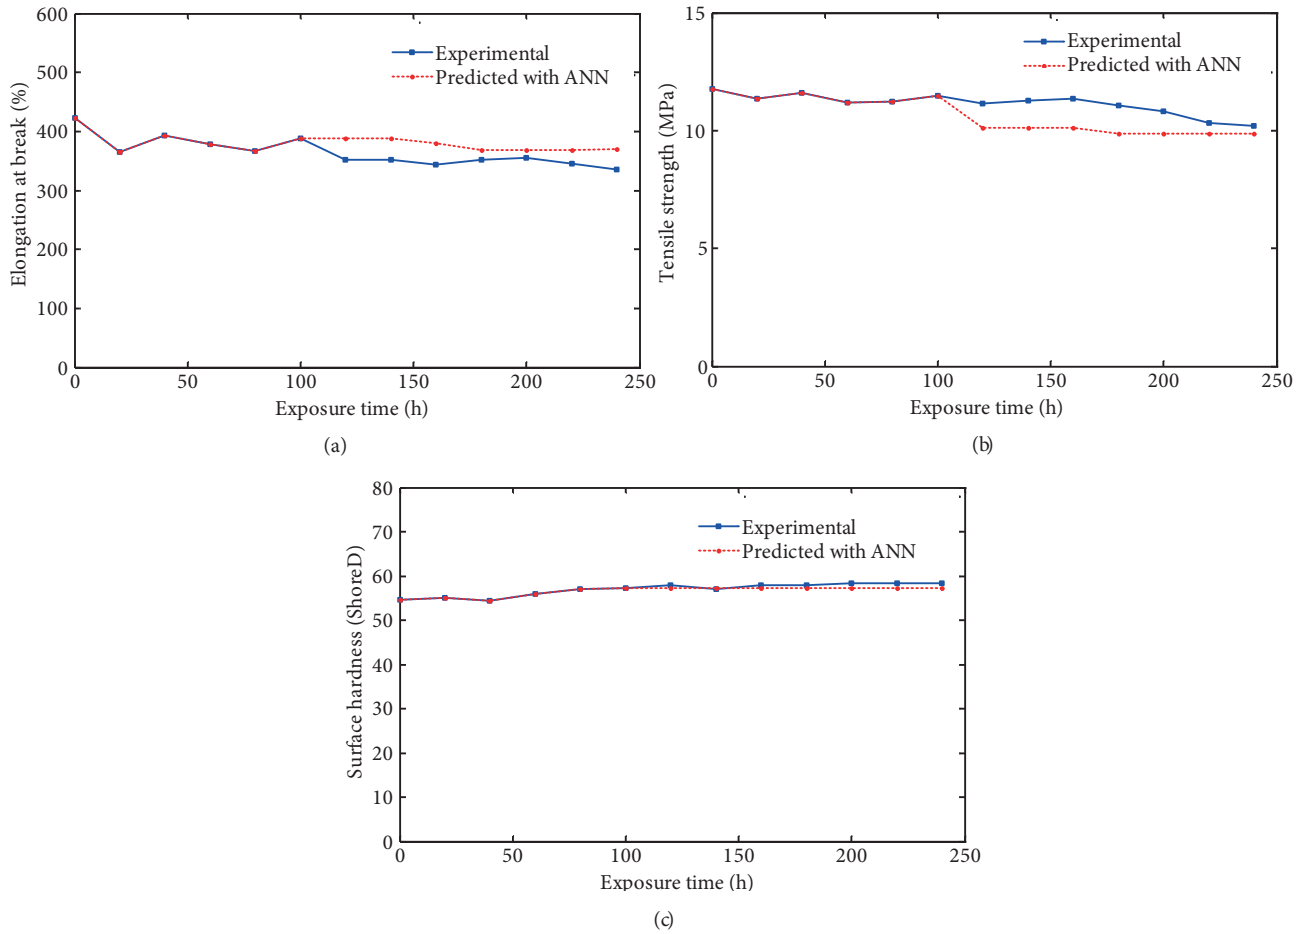 600
500
400
300
200
100
0
Elongation at break (%)
Experimental
Predicted with ANN
0 50 100 150 200 250
Exposure time (h)
(a)
15
10
5
0
Tensile strength (MPa)
Experimental
Predicted with ANN
0 50 100 150 200 250
Exposure time (h)
(b)
80
70
60
50
40
30
20
10
0
Surface hardness (ShoreD)
Experimental
Predicted with ANN
0 50 100 150 200 250
Exposure time (h)
(c)